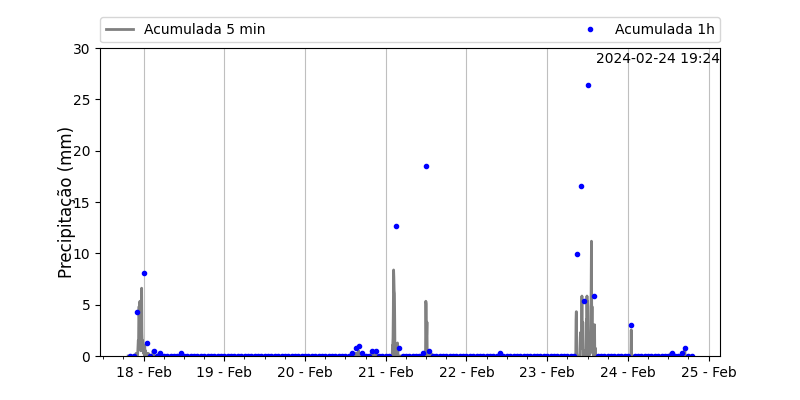 Acumulada 5 min
Acumulada 1h
2024-02-24 19:24
Precipitação (mm)
30
25
20
15
10
5
0
18 - Feb 19 - Feb 20 - Feb 21 - Feb 22 - Feb 23 - Feb 24 - Feb 25 - Feb